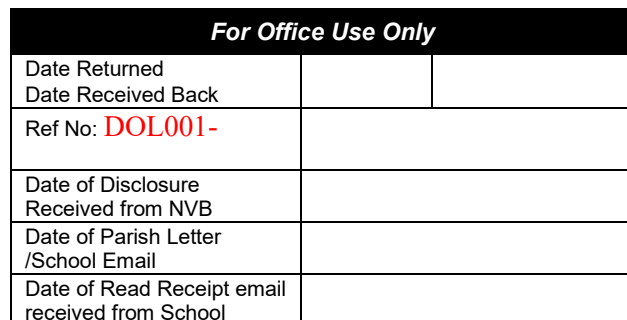 For Office Use Only
Date Returned
Date Received Back
Ref No: DOL001-
Date of Disclosure
Received from NVB
Date of Parish Letter
/School Email
Date of Read Receipt email
received from School